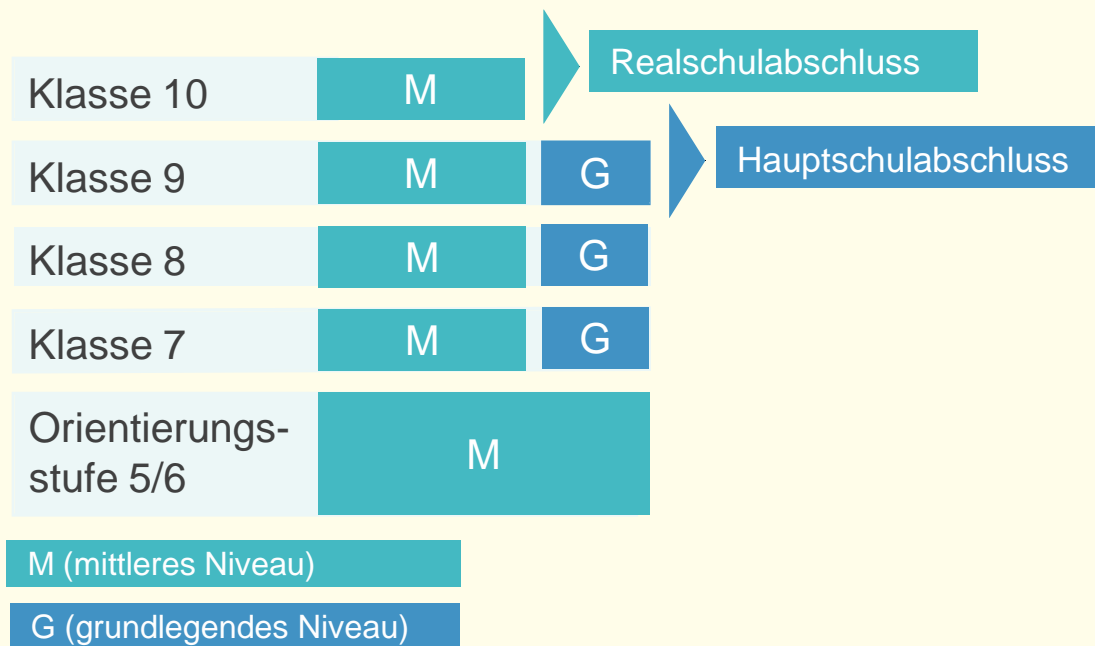 Realschulabschluss
Klasse 10 M
Hauptschulabschluss
Klasse 9 M G
Klasse 8 M G
Klasse 7 M G
Orientierungs-
stufe 5/6
M
M (mittleres Niveau)
G (grundlegendes Niveau)